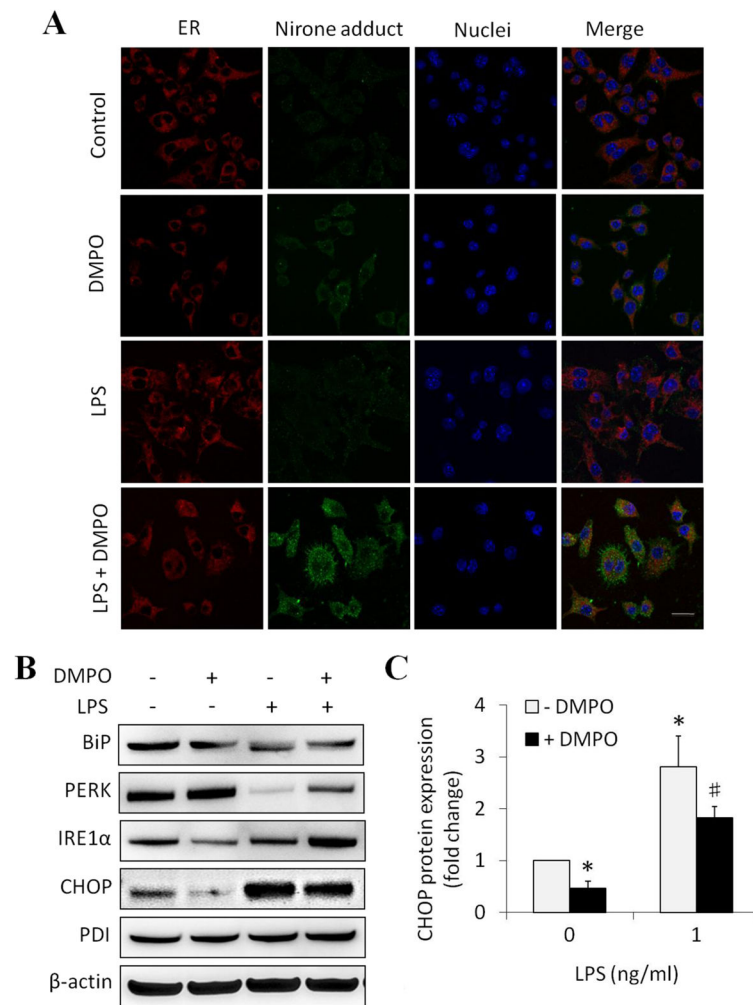 A
ER Nirone adduct Nuclei Merge
Control
DMPO
LPS
LPS + DMPO
B
DMPO - + - +
LPS - - + +
BiP
PERK
IRE1α
CHOP
PDI
β-actin
C
CHOP protein expression
(fold change)
4
3
2
1
0
- DMPO
+ DMPO
*
*
#
0 1
LPS (ng/ml)